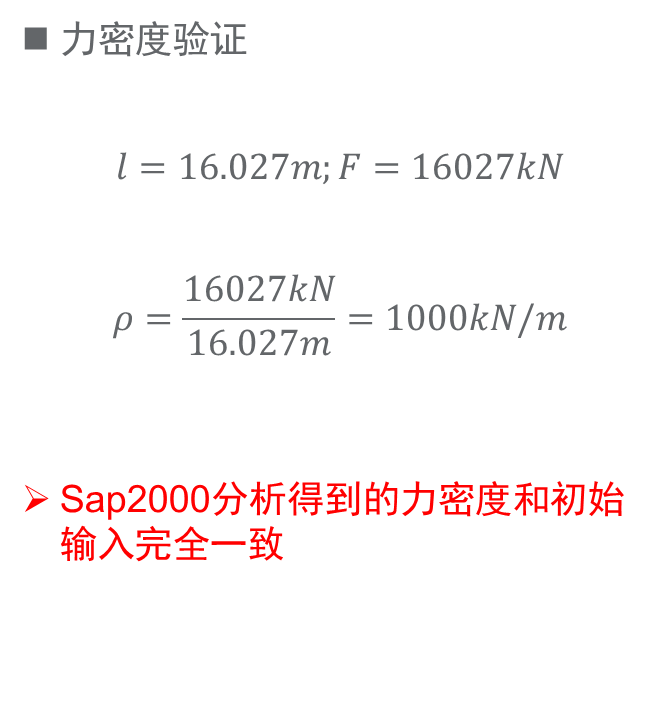 ■ 力密度验证
l = 16.027m; F = 16027kN
ρ = 16027kN / 16.027m = 1000kN/m
➢ Sap2000分析得到的力密度和初始
输入完全一致